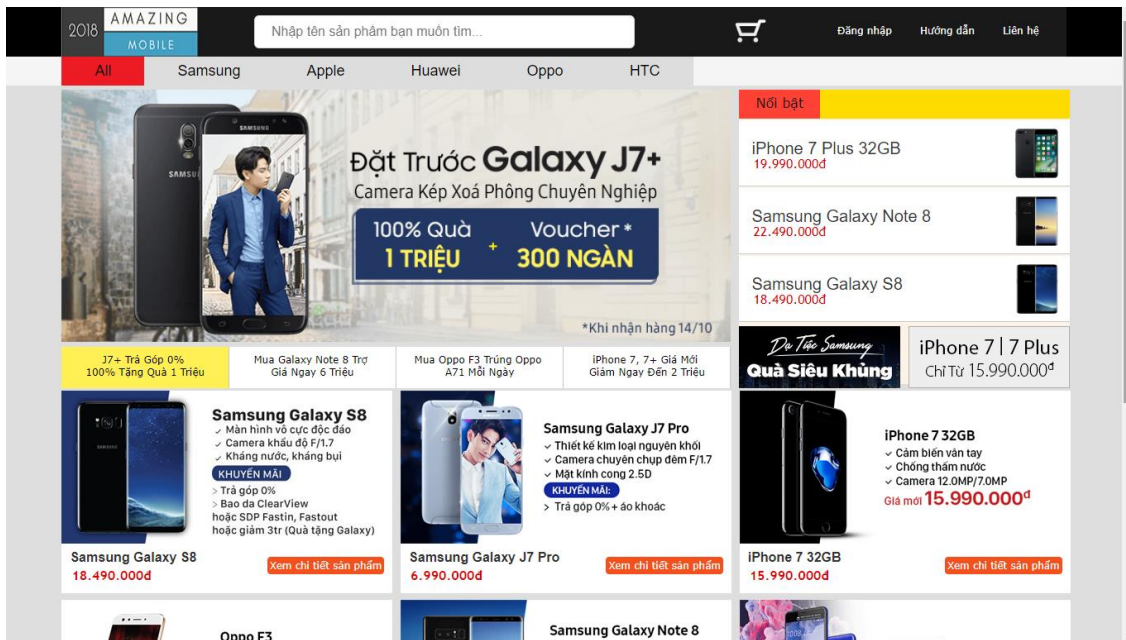 2018
AMAZING
MOBILE
Nhập tên sản phẩm bạn muốn tìm...
Đăng nhập
Hướng dẫn
Liên hệ
All
Samsung
Apple
Huawei
Oppo
HTC
SAMSUNG
SAMSUNG
Đặt Trước Galaxy J7+
Camera Kép Xoá Phông Chuyên Nghiệp
100% Quà
1 TRIỆU
+
Voucher *
300 NGÀN
*Khi nhận hàng 14/10
Nổi bật
iPhone 7 Plus 32GB
19.990.000đ
Samsung Galaxy Note 8
22.490.000đ
Samsung Galaxy S8
18.490.000đ
J7+ Trả Góp 0%
100% Tặng Quà 1 Triệu
Mua Galaxy Note 8 Trợ
Giá Ngay 6 Triệu
Mua Oppo F3 Trúng Oppo
A71 Mỗi Ngày
iPhone 7, 7+ Giá Mới
Giảm Ngay Đến 2 Triệu
Dạ Tiệc Samsung
Quà Siêu Khủng
iPhone 7 | 7 Plus
Chỉ Từ 15.990.000đ
Samsung Galaxy S8
Màn hình vô cực độc đáo
Camera khẩu độ F/1.7
Kháng nước, kháng bụi
KHUYẾN MÃI
> Trả góp 0%
> Bao da ClearView
hoặc SDP Fastin, Fastout
hoặc giảm 3tr (Quà tặng Galaxy)
Samsung Galaxy S8
18.490.000đ
Xem chi tiết sản phẩm
Samsung Galaxy J7 Pro
Thiết kế kim loại nguyên khối
Camera chuyên chụp đêm F/1.7
Mặt kính cong 2.5D
KHUYẾN MÃI:
> Trả góp 0% + áo khoác
Samsung Galaxy J7 Pro
6.990.000đ
Xem chi tiết sản phẩm
iPhone 7 32GB
Cảm biến vân tay
Chống thấm nước
Camera 12.0MP/7.0MP
Giá mới 15.990.000đ
iPhone 7 32GB
15.990.000đ
Xem chi tiết sản phẩm
Oppo F3
Samsung Galaxy Note 8